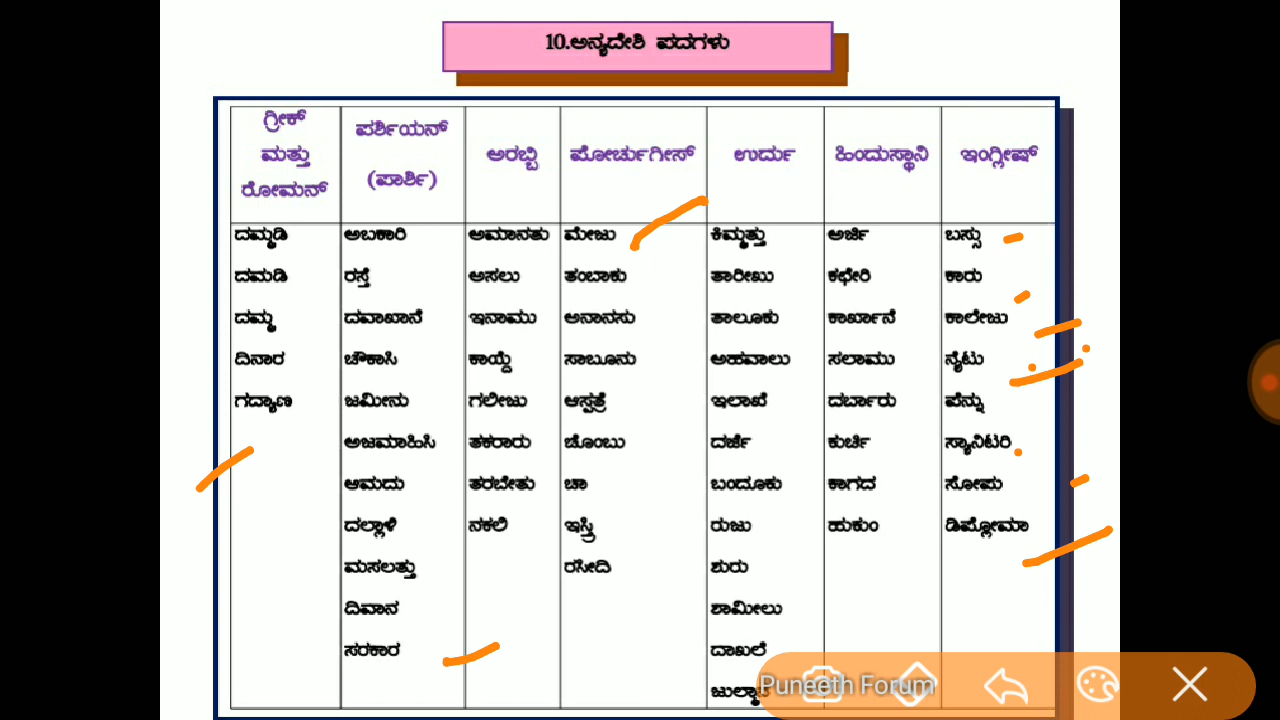 10.ಅನ್ಯದೇಶಿ ಪದಗಳು
ಗ್ರೀಕ್ ಮತ್ತು ರೋಮನ್ ಪರ್ಶಿಯನ್ (ಪಾರ್ಶಿ) ಅರಬ್ಬಿ ಪೋರ್ಚುಗೀಸ್ ಉರ್ದು ಹಿಂದುಸ್ಥಾನಿ ಇಂಗ್ಲೀಷ್
ದಮ್ಮಡಿ ಅಬಕಾರಿ ಅಮಾನತು ಮೇಜು ಕಿಮ್ಮತ್ತು ಅರ್ಜಿ ಬಸ್ಸು
ದಮಡಿ ರಸ್ತೆ ಅಸಲು ತಂಬಾಕು ತಾರೀಖು ಕಛೇರಿ ಕಾರು
ದಮ್ಮ ದವಾಖಾನೆ ಇನಾಮು ಅನಾನಸು ತಾಲೂಕು ಕಾರ್ಖಾನೆ ಕಾಲೇಜು
ದಿನಾರ ಚೌಕಾಸಿ ಕಾಯ್ದೆ ಸಾಬೂನು ಅಹವಾಲು ಸಲಾಮು ನೈಟು
ಗದ್ಯಾಣ ಜಮೀನು ಗಲೀಜು ಆಸ್ಪತ್ರೆ ಇಲಾಖೆ ದರ್ಬಾರು ಪೆನ್ನು
ಅಜಮಾಹಿಸಿ ತಕರಾರು ಚೊಂಬು ದರ್ಜೆ ಕುರ್ಚಿ ಸ್ಯಾನಿಟರಿ
ಆಮದು ತರಬೇತು ಚಾ ಬಂದೂಕು ಕಾಗದ ಸೋಪು
ದಲ್ಲಾಳಿ ನಕಲಿ ಇಸ್ತ್ರಿ ರುಜು ಹುಕುಂ ಡಿಪ್ಲೋಮಾ
ಮಸಲತ್ತು ರಸೀದಿ ಶುರು
ದಿವಾನ ಶಾಮೀಲು
ಸರಕಾರ ದಾಖಲೆ
Puneeth Forum